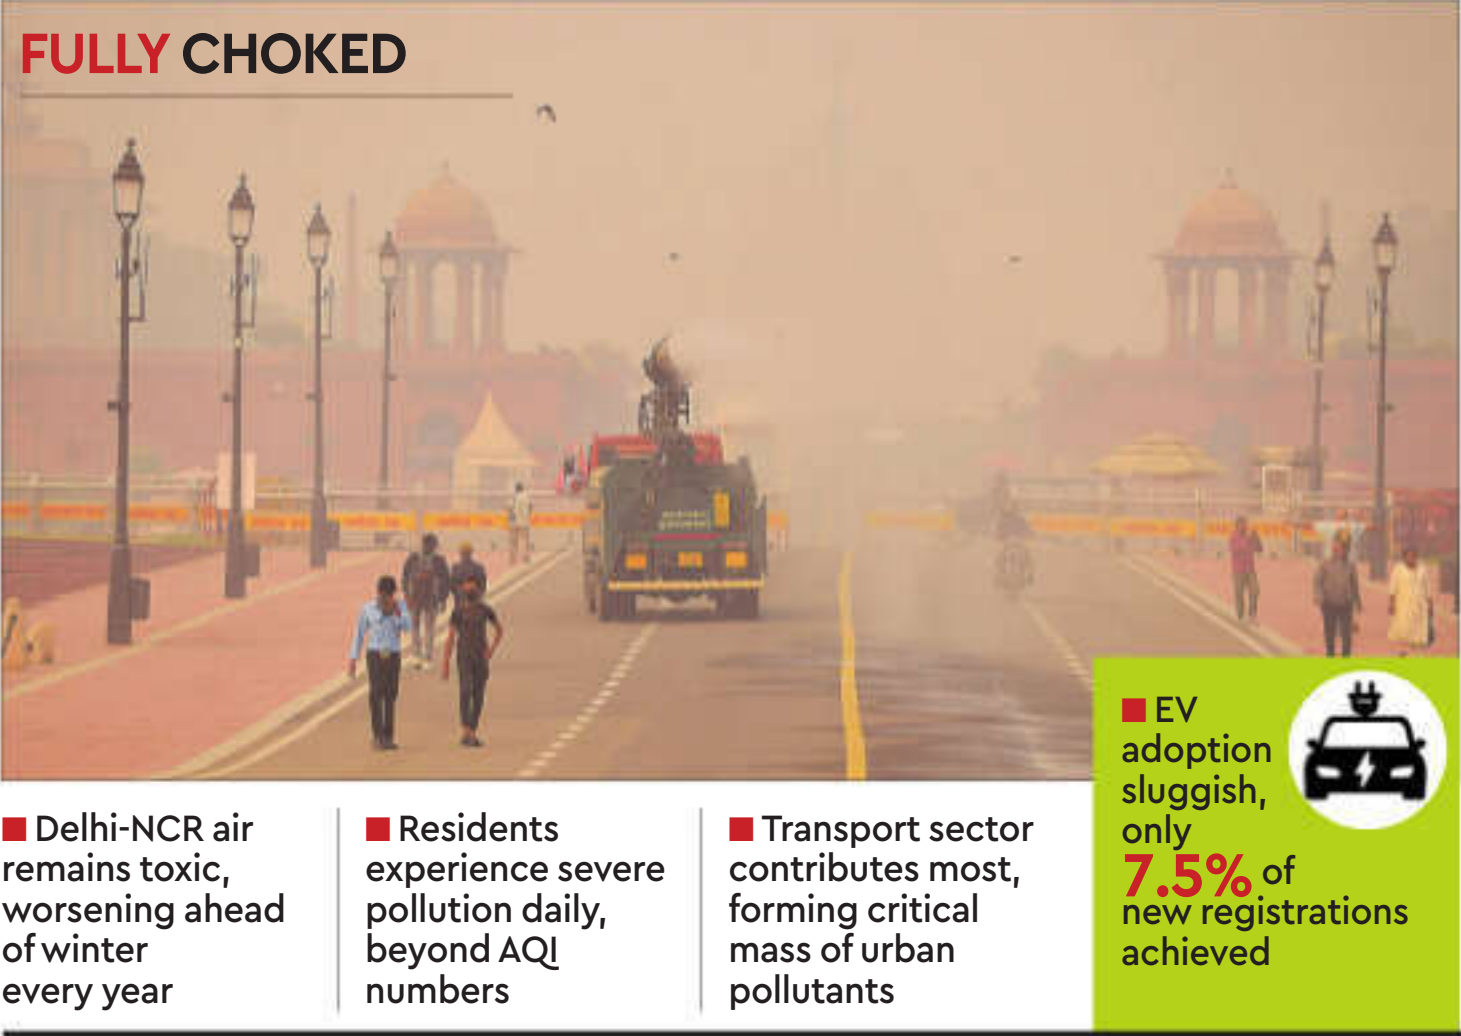 FULLY CHOKED
■ Delhi-NCR air
remains toxic,
worsening ahead
of winter
every year
■ Residents
experience severe
pollution daily,
beyond AQI
numbers
■ Transport sector
contributes most,
forming critical
mass of urban
pollutants
■ EV
adoption
sluggish,
only
7.5% of
new registrations
achieved